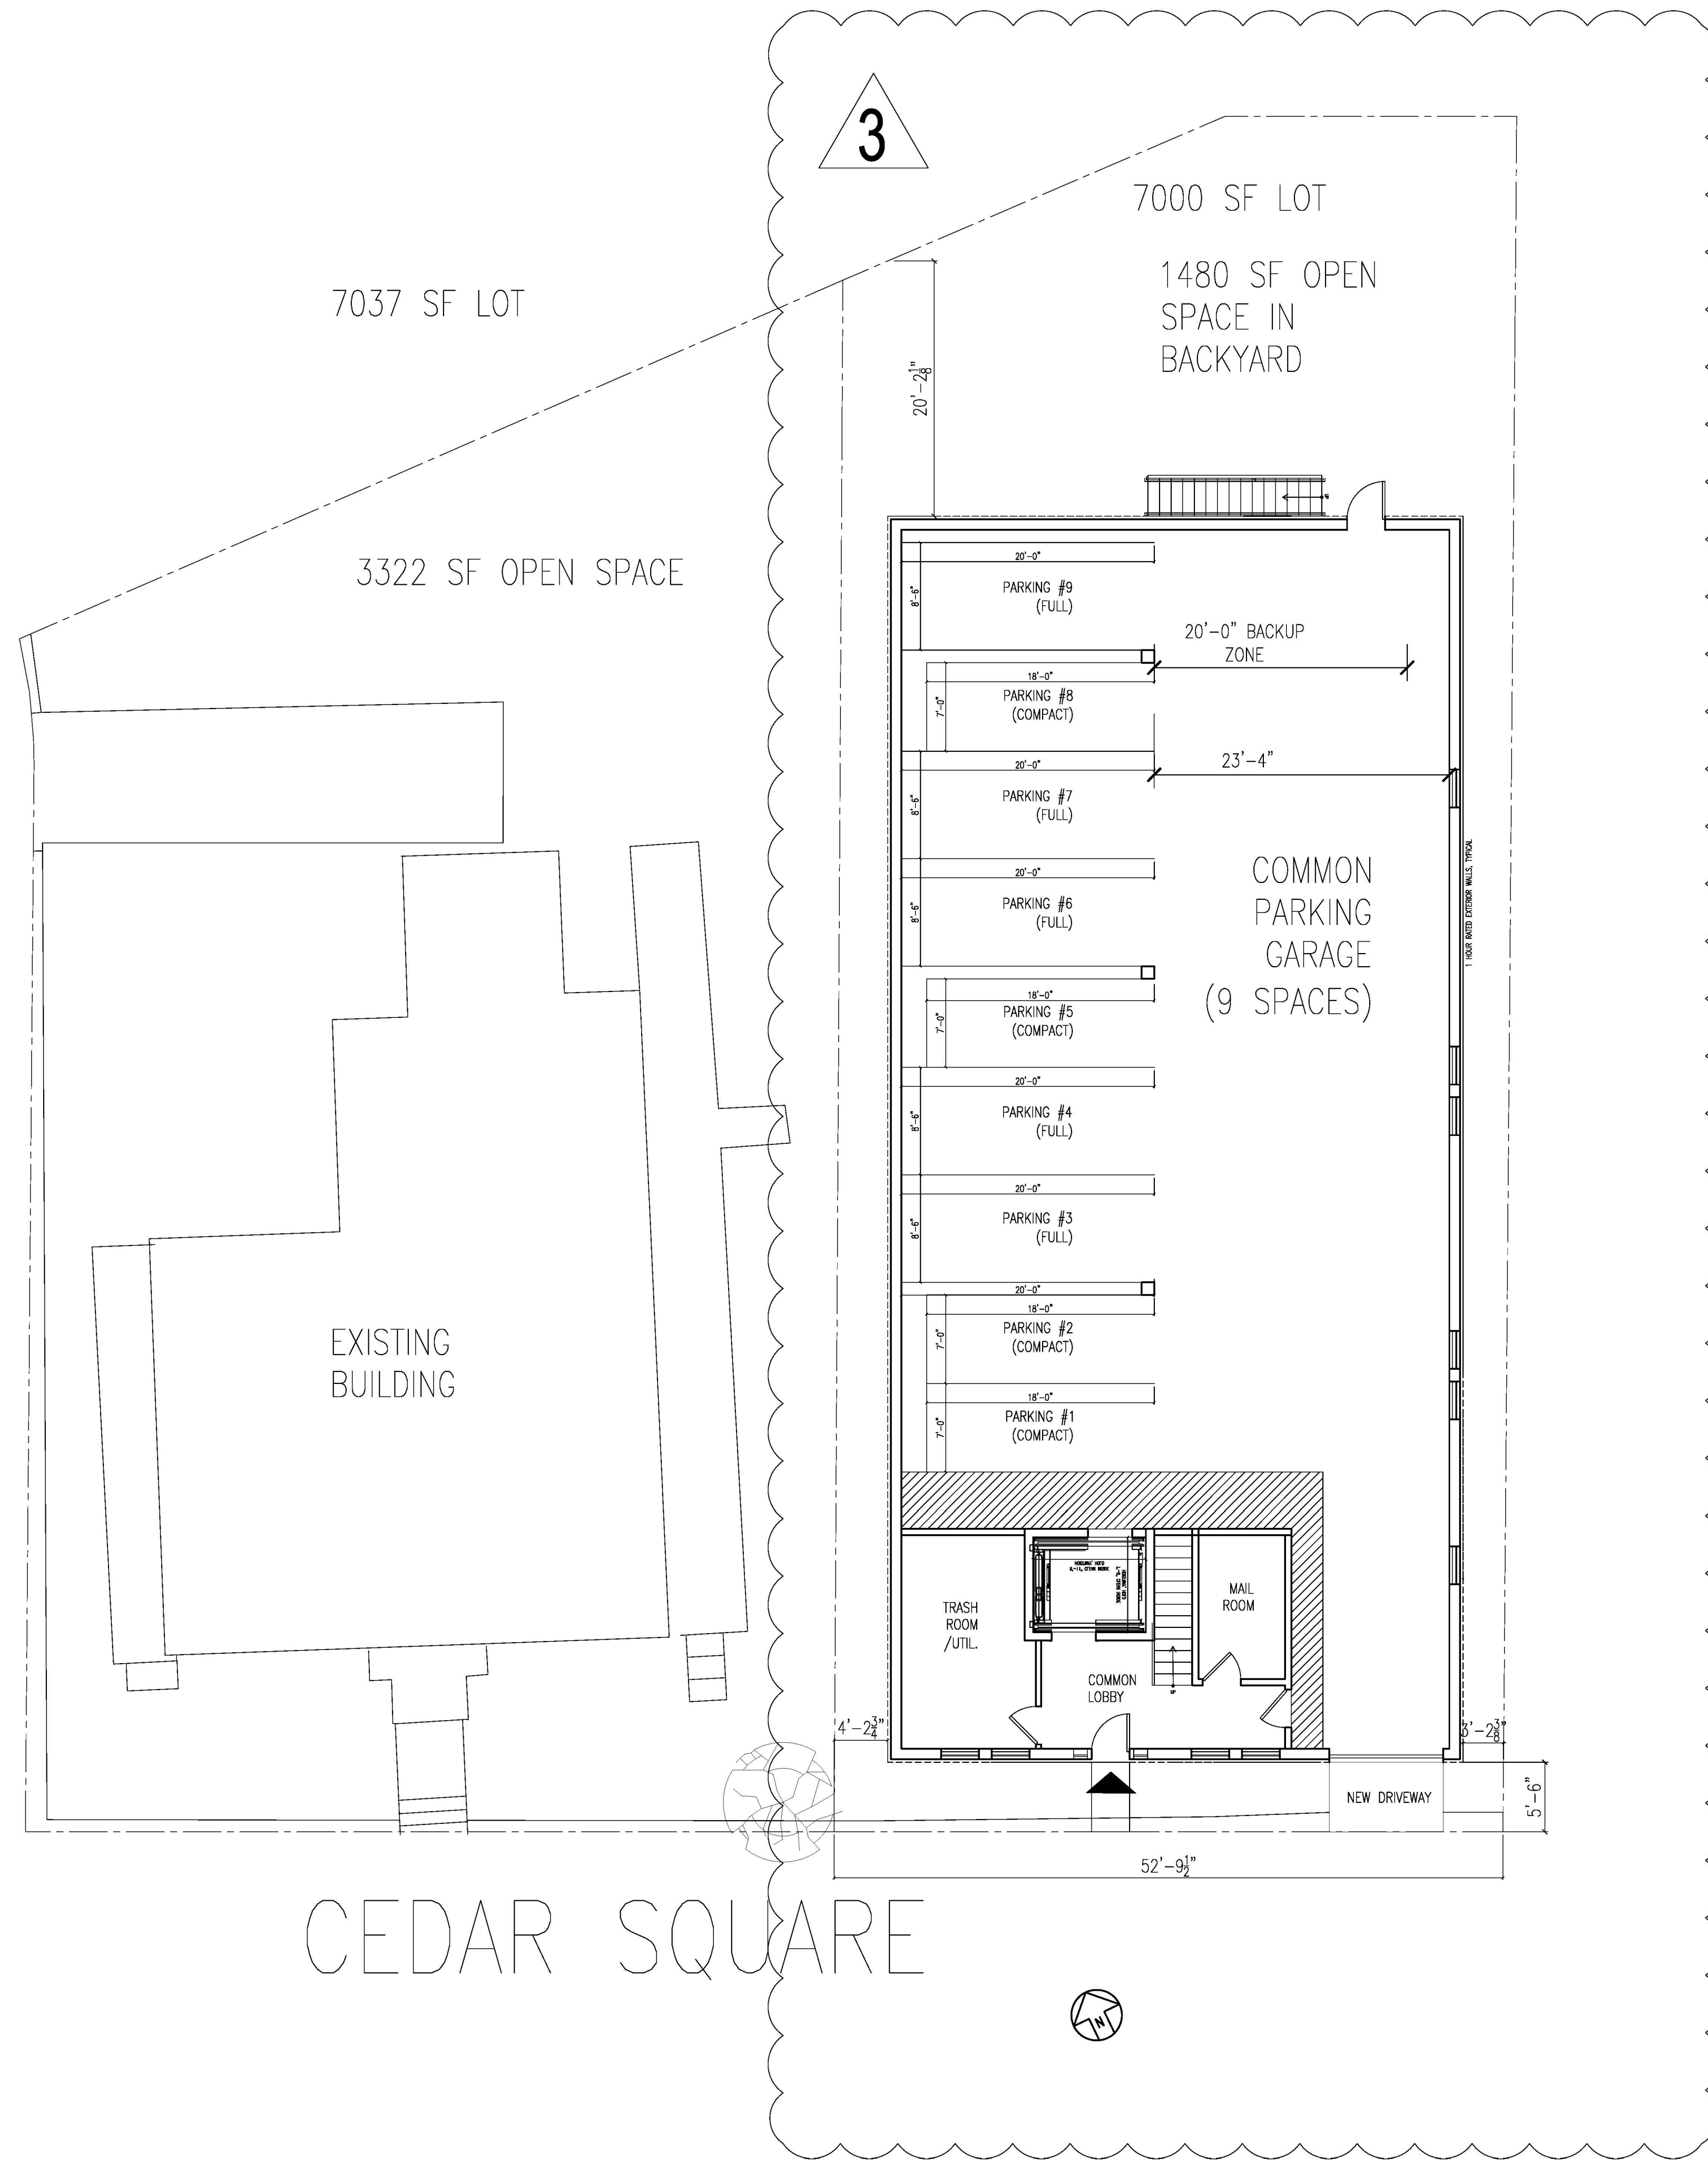 3
7000 SF LOT
1480 SF OPEN
SPACE IN
BACKYARD
7037 SF LOT
20'-2 1/8"
3322 SF OPEN SPACE
20'-0"
8'-6"
PARKING #9
(FULL)
20'-0" BACKUP
ZONE
18'-0"
7'-0"
PARKING #8
(COMPACT)
23'-4"
20'-0"
8'-6"
PARKING #7
(FULL)
20'-0"
8'-6"
PARKING #6
(FULL)
COMMON
PARKING
GARAGE
(9 SPACES)
1 HOUR RATED EXTERIOR WALLS, TYPICAL
18'-0"
7'-0"
PARKING #5
(COMPACT)
20'-0"
8'-6"
PARKING #4
(FULL)
20'-0"
8'-6"
PARKING #3
(FULL)
20'-0"
18'-0"
7'-0"
PARKING #2
(COMPACT)
18'-0"
7'-0"
PARKING #1
(COMPACT)
EXISTING
BUILDING
TRASH
ROOM
/UTIL.
MAIL
ROOM
COMMON
LOBBY
UP
4'-2 3/4"
3'-2 3/8"
NEW DRIVEWAY
5'-6"
52'-9 1/2"
CEDAR SQUARE
N